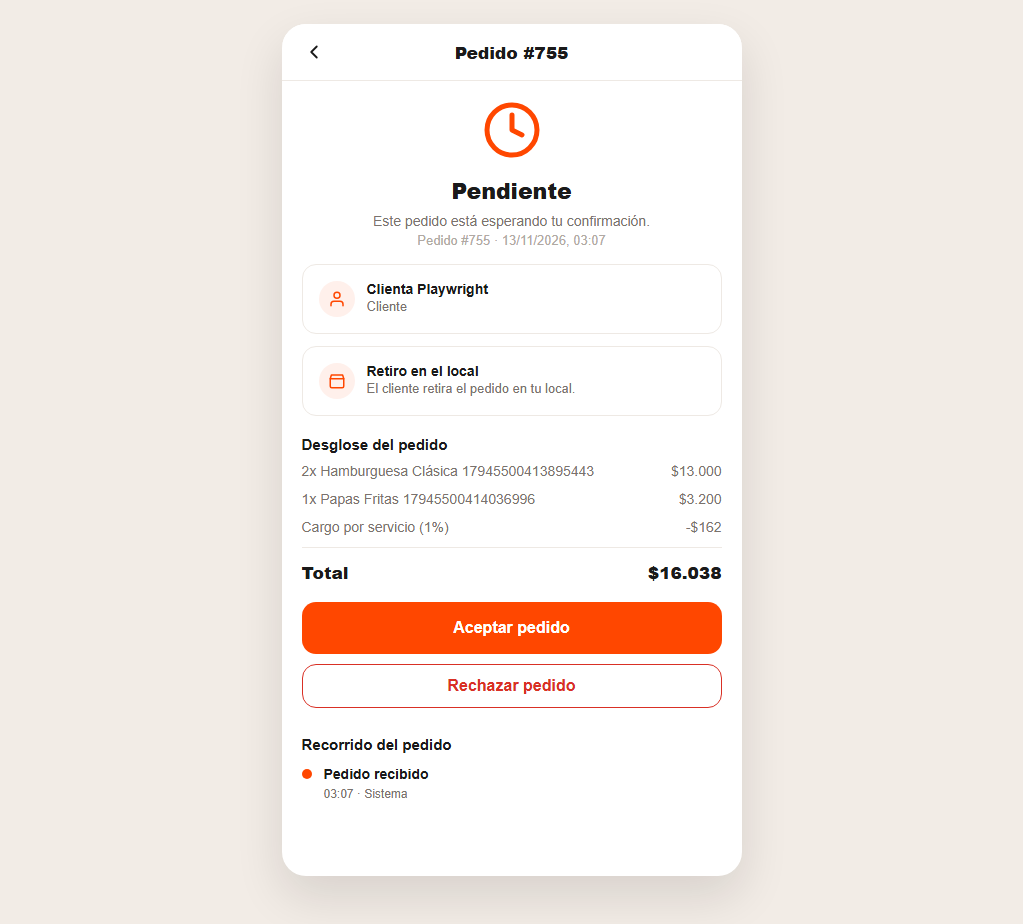 Pedido #755
Pendiente
Este pedido está esperando tu confirmación.
Pedido #755 · 13/11/2026, 03:07
Clienta Playwright
Cliente
Retiro en el local
El cliente retira el pedido en tu local.
Desglose del pedido
2x Hamburguesa Clásica 17945500413895443 $13.000
1x Papas Fritas 17945500414036996 $3.200
Cargo por servicio (1%) -$162
Total $16.038
Aceptar pedido
Rechazar pedido
Recorrido del pedido
Pedido recibido
03:07 · Sistema